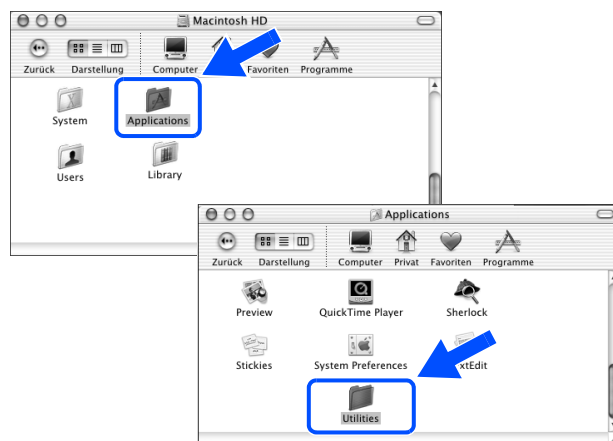 Macintosh HD
Zurück Darstellung Computer Favoriten Programme
System Applications
Users Library
Applications
Zurück Darstellung Computer Privat Favoriten Programme
Preview QuickTime Player Sherlock
Stickies System Preferences xtEdit
Utilities